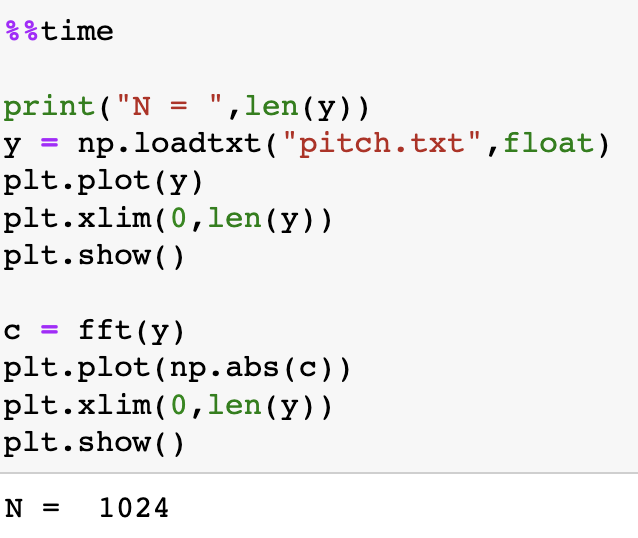 %%time
print("N = ",len(y))
y = np.loadtxt("pitch.txt",float)
plt.plot(y)
plt.xlim(0,len(y))
plt.show()
c = fft(y)
plt.plot(np.abs(c))
plt.xlim(0,len(y))
plt.show()
N =  1024